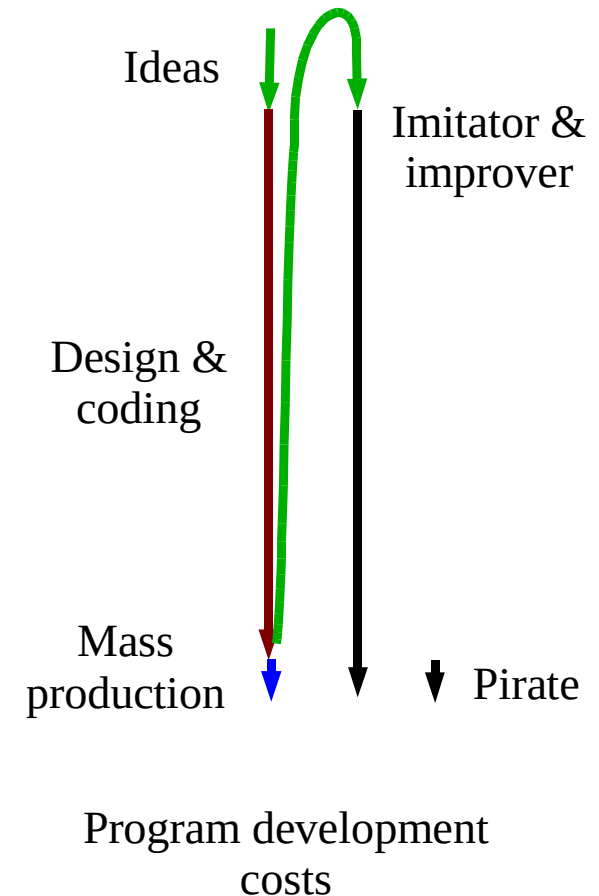 Ideas
Imitator &
improver
Design &
coding
Mass
production
Pirate
Program development
costs